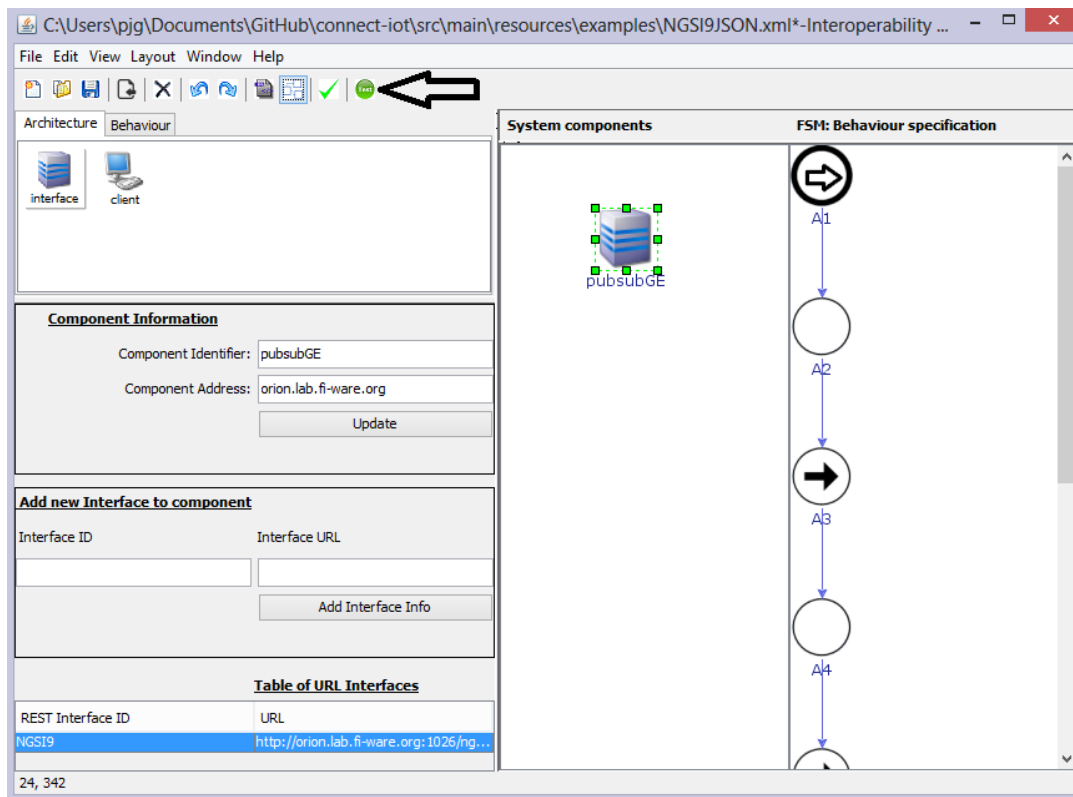 C:\Users\pjg\Documents\GitHub\connect-iot\src\main\resources\examples\NGSI9JSON.xml*-Interoperability ...
File Edit View Layout Window Help
Test
Architecture Behaviour
interface client
Component Information
Component Identifier: pubsubGE
Component Address: orion.lab.fi-ware.org
Update
Add new Interface to component
Interface ID Interface URL
Add Interface Info
Table of URL Interfaces
REST Interface ID URL
NGSI9 http://orion.lab.fi-ware.org:1026/ng...
24, 342
System components FSM: Behaviour specification
pubsubGE
A1
A2
A3
A4